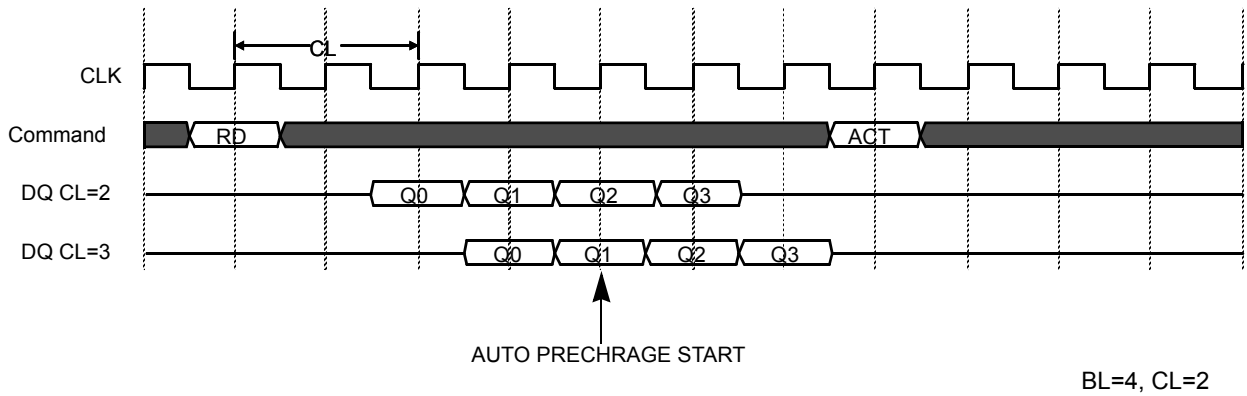 CL
CLK
Command RD ACT
DQ CL=2 Q0 Q1 Q2 Q3
DQ CL=3 Q0 Q1 Q2 Q3
AUTO PRECHRAGE START
BL=4, CL=2